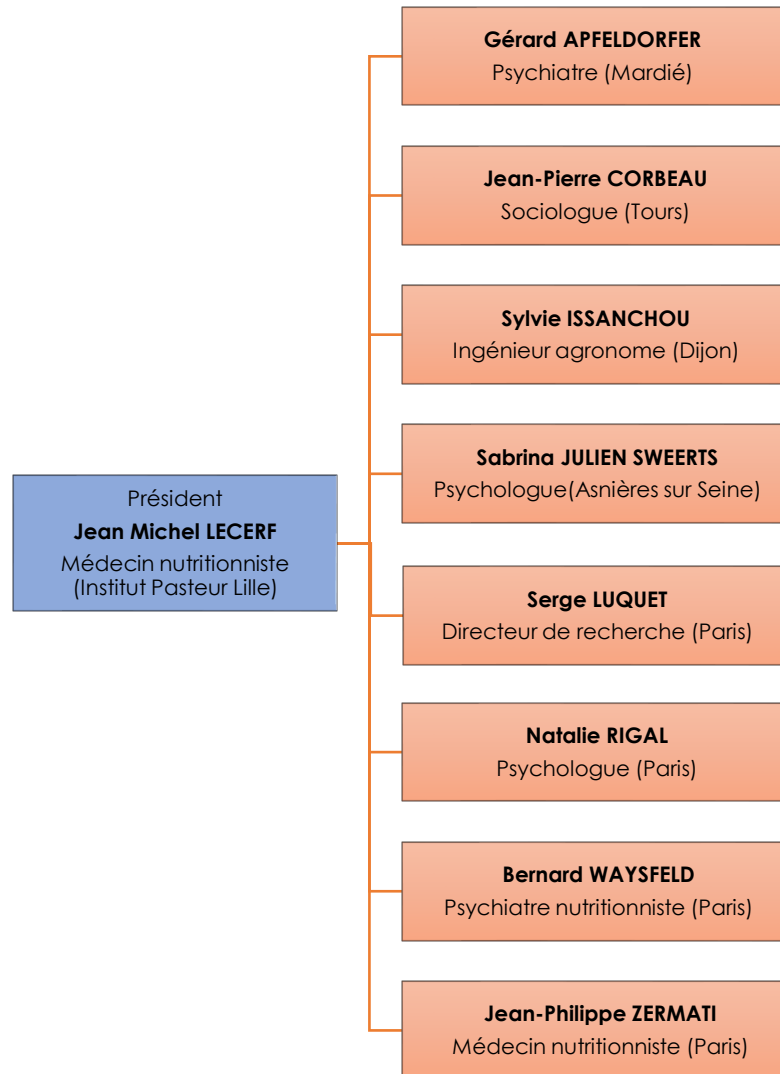 Gérard APFELDORFER
Psychiatre (Mardié)
Jean-Pierre CORBEAU
Sociologue (Tours)
Sylvie ISSANCHOU
Ingénieur agronome (Dijon)
Sabrina JULIEN SWEERTS
Psychologue(Asnières sur Seine)
Président
Jean Michel LECERF
Médecin nutritionniste
(Institut Pasteur Lille)
Serge LUQUET
Directeur de recherche (Paris)
Natalie RIGAL
Psychologue (Paris)
Bernard WAYSFELD
Psychiatre nutritionniste (Paris)
Jean-Philippe ZERMATI
Médecin nutritionniste (Paris)